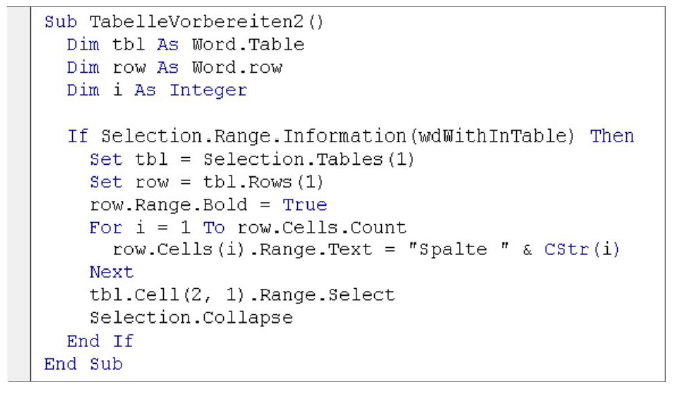 Sub TabelleVorbereiten2()
  Dim tbl As Word.Table
  Dim row As Word.row
  Dim i As Integer

  If Selection.Range.Information(wdWithInTable) Then
    Set tbl = Selection.Tables(1)
    Set row = tbl.Rows(1)
    row.Range.Bold = True
    For i = 1 To row.Cells.Count
      row.Cells(i).Range.Text = "Spalte " & CStr(i)
    Next
    tbl.Cell(2, 1).Range.Select
    Selection.Collapse
  End If
End Sub